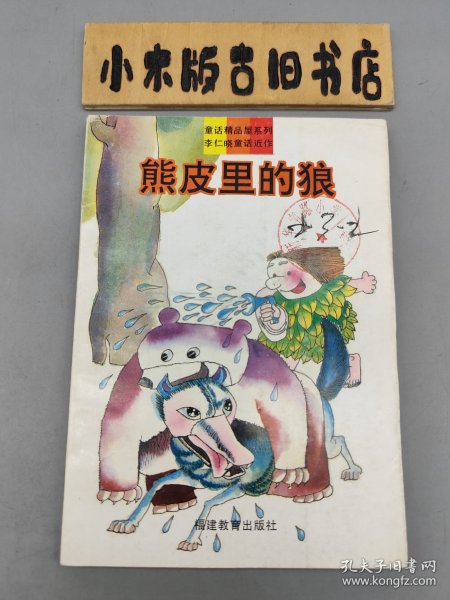 小木版古旧书店
童话精品屋系列
李仁晓童话近作
熊皮里的狼
福建教育出版社
孔夫子旧书网
www.kongfz.com